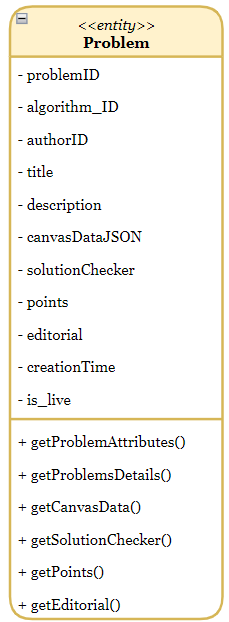 <<entity>>
Problem
- problemID
- algorithm_ID
- authorID
- title
- description
- canvasDataJSON
- solutionChecker
- points
- editorial
- creationTime
- is_live
+ getProblemAttributes()
+ getProblemsDetails()
+ getCanvasData()
+ getSolutionChecker()
+ getPoints()
+ getEditorial()